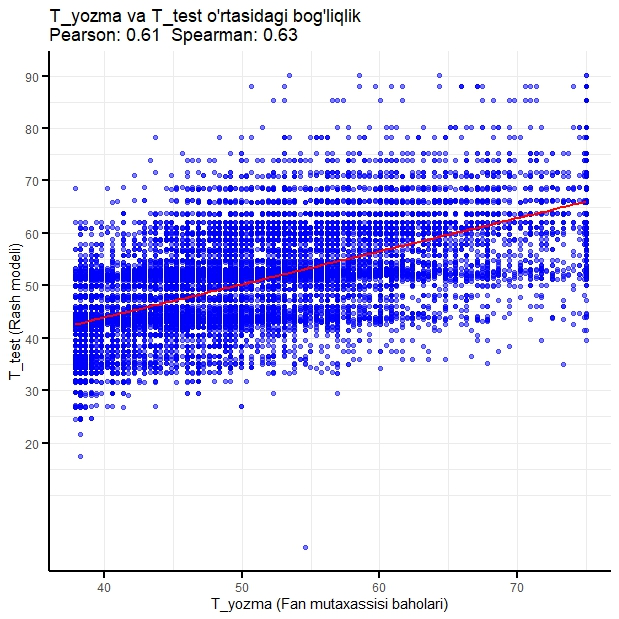 T_yozma va T_test o'rtasidagi bog'liqlik
Pearson: 0.61 Spearman: 0.63
90
80
70
60
50
40
30
20
T_test (Rash modeli)
40 50 60 70
T_yozma (Fan mutaxassisi baholari)